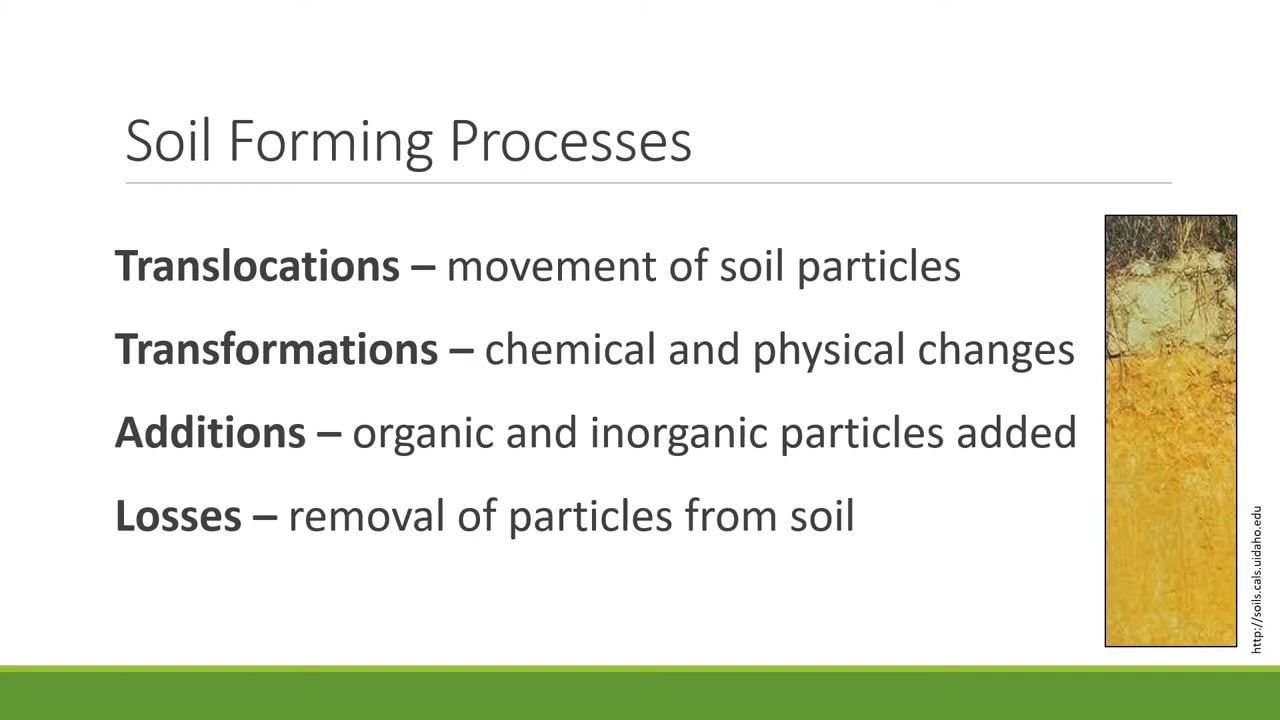 Soil Forming Processes
Translocations – movement of soil particles
Transformations – chemical and physical changes
Additions – organic and inorganic particles added
Losses – removal of particles from soil
http://soils.cals.uidaho.edu